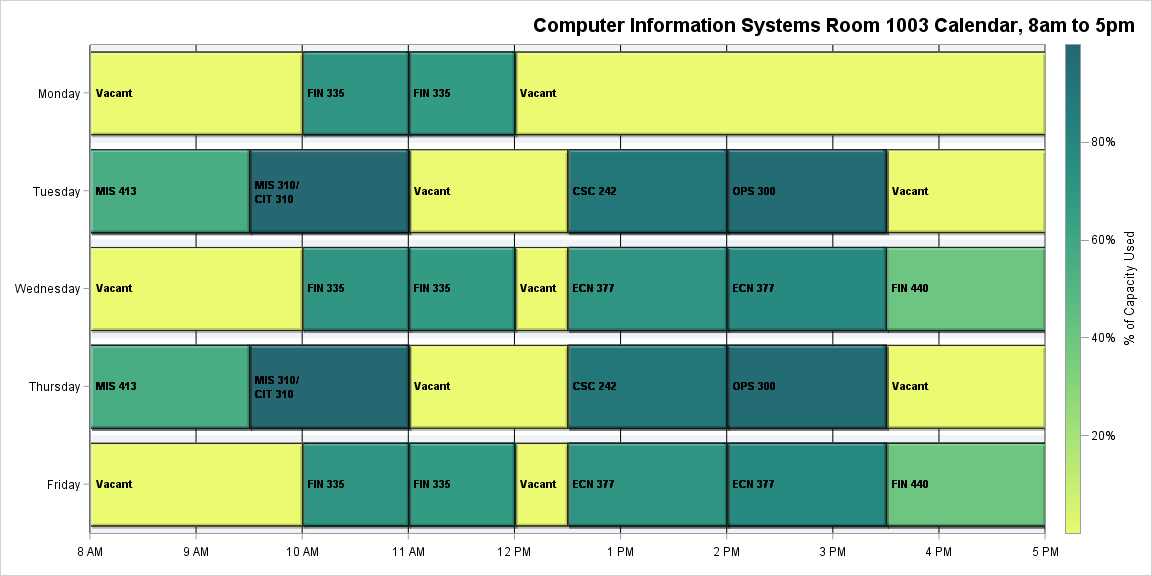 Computer Information Systems Room 1003 Calendar, 8am to 5pm
Monday
Vacant
FIN 335
FIN 335
Vacant
Tuesday
MIS 413
MIS 310/
CIT 310
Vacant
CSC 242
OPS 300
Vacant
Wednesday
Vacant
FIN 335
FIN 335
Vacant
ECN 377
ECN 377
FIN 440
Thursday
MIS 413
MIS 310/
CIT 310
Vacant
CSC 242
OPS 300
Vacant
Friday
Vacant
FIN 335
FIN 335
Vacant
ECN 377
ECN 377
FIN 440
8 AM
9 AM
10 AM
11 AM
12 PM
1 PM
2 PM
3 PM
4 PM
5 PM
80%
60%
40%
20%
% of Capacity Used